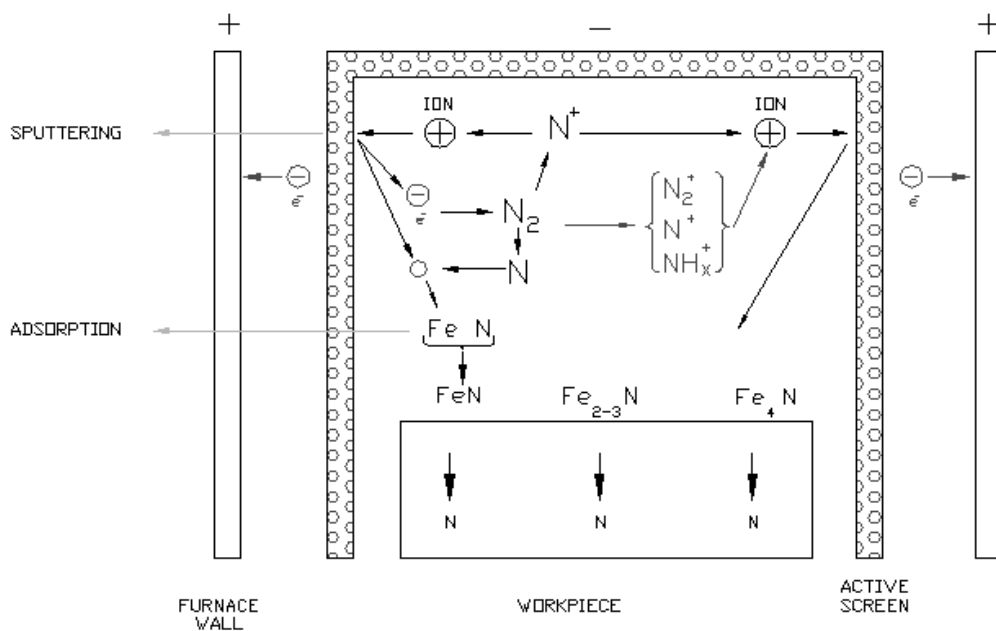 + − +
ION ION
SPUTTERING
N⁺
⊖ ē
⊖ ē
⊖ ē
N₂
N₂⁺
N⁺
NHₓ⁺
N
ADSORPTION
Fe N
FeN Fe₂₋₃N Fe₄N
N N N
FURNACE
WALL
WORKPIECE
ACTIVE
SCREEN